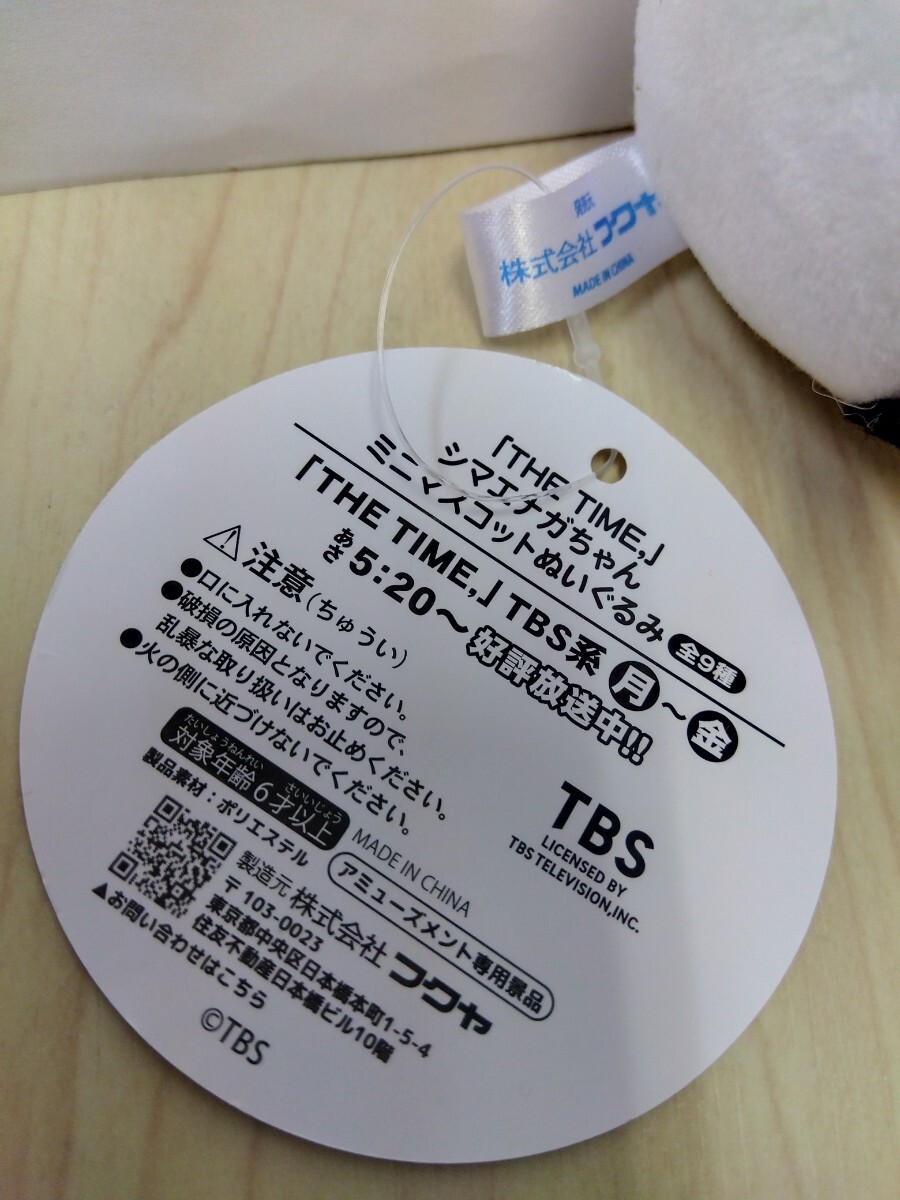 株式会社フクヤ
MADE IN CHINA
「THE TIME,」
シマエナガちゃん
ミニマスコットぬいぐるみ 全9種
「THE TIME,」TBS系 月～金
あさ 5:20～ 好評放送中!!
注意(ちゅうい)
●口に入れないでください。
●破損の原因となりますので、
乱暴な取り扱いはお止めください。
●火の側に近づけないでください。
たいしょうねんれい さいいじょう
対象年齢6才以上
製品素材：ポリエステル
MADE IN CHINA
アミューズメント専用景品
TBS
LICENSED BY
TBS TELEVISION,INC.
製造元 株式会社フクヤ
〒103-0023
東京都中央区日本橋本町1-5-4
住友不動産日本橋ビル10階
▲お問い合わせはこちら
©TBS